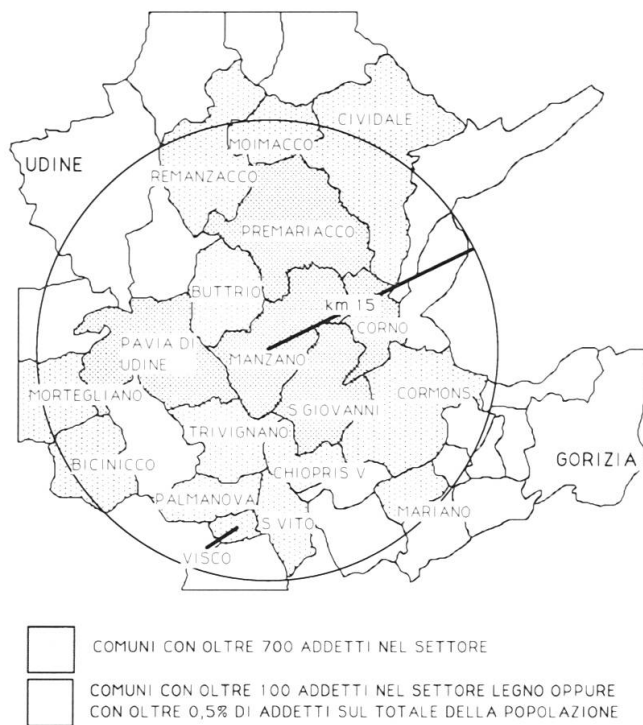 CIVIDALE
MOIMACCO
UDINE
REMANZACCO
PREMARIACCO
BUTTRIO
km 15
CORNO
PAVIA DI
UDINE
MANZANO
MORTEGLIANO
CORMONS
S GIOVANNI
TRIVIGNANO
BICINICCO
GORIZIA
CHIOPRIS V
PALMANOVA
MARIANO
S VITO
VISCO
COMUNI CON OLTRE 700 ADDETTI NEL SETTORE
COMUNI CON OLTRE 100 ADDETTI NEL SETTORE LEGNO OPPURE
CON OLTRE 0,5% DI ADDETTI SUL TOTALE DELLA POPOLAZIONE